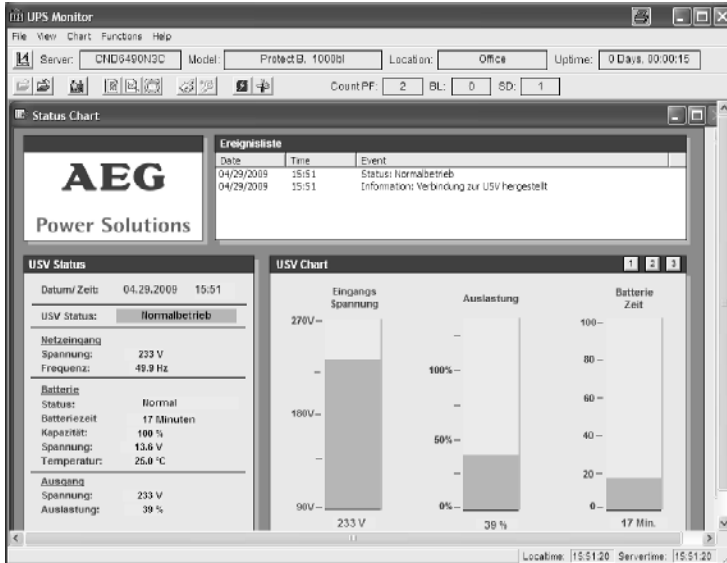 UPS Monitor
File View Chart Functions Help
Server: CND6490N3C Model: Protect B. 1000bl Location: Office Uptime: 0 Days. 00:00:15
Count PF: 2 BL: 0 SD: 1
Status Chart
AEG
Power Solutions
Ereignisliste
Date Time Event
04/29/2009 15:51 Status: Normalbetrieb
04/29/2009 15:51 Information: Verbindung zur USV hergestellt
USV Status
Datum/Zeit: 04.29.2009 15:51
USV Status: Normalbetrieb
Netzeingang
Spannung: 233 V
Frequenz: 49.9 Hz
Batterie
Status: Normal
Batteriezeit 17 Minuten
Kapazität: 100 %
Spannung: 13.6 V
Temperatur: 25.0 °C
Ausgang
Spannung: 233 V
Auslastung: 39 %
USV Chart 1 2 3
Eingangs
Spannung
270V
180V
90V
233 V
Auslastung
100%
50%
0%
39 %
Batterie
Zeit
100
80
60
40
20
0
17 Min.
Localtime: 15:51:20 Servertime: 15:51:20